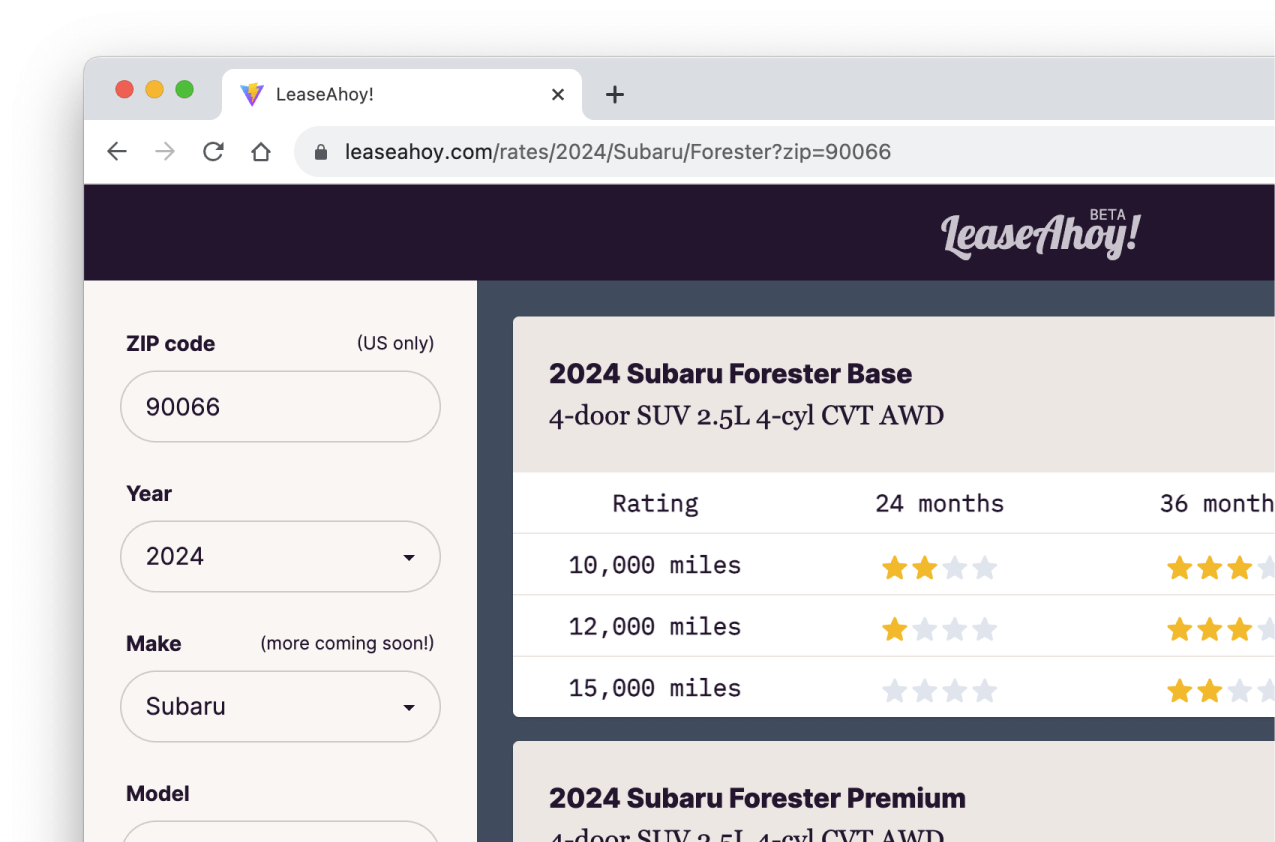 LeaseAhoy!
leaseahoy.com/rates/2024/Subaru/Forester?zip=90066
LeaseAhoy! BETA
ZIP code (US only)
90066
Year
2024
Make (more coming soon!)
Subaru
Model
2024 Subaru Forester Base
4-door SUV 2.5L 4-cyl CVT AWD
Rating 24 months 36 month
10,000 miles
12,000 miles
15,000 miles
2024 Subaru Forester Premium
4-door SUV 2.5L 4-cyl CVT AWD